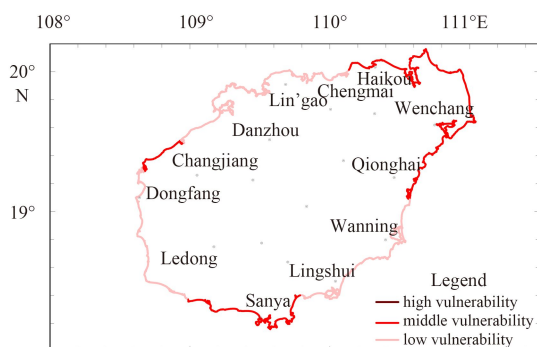 108° 109° 110° 111°E
20°
N
Haikou
Chengmai
Lin'gao
Wenchang
Danzhou
Changjiang
Qionghai
Dongfang
19°
Wanning
Ledong
Lingshui
Sanya
Legend
high vulnerability
middle vulnerability
low vulnerability